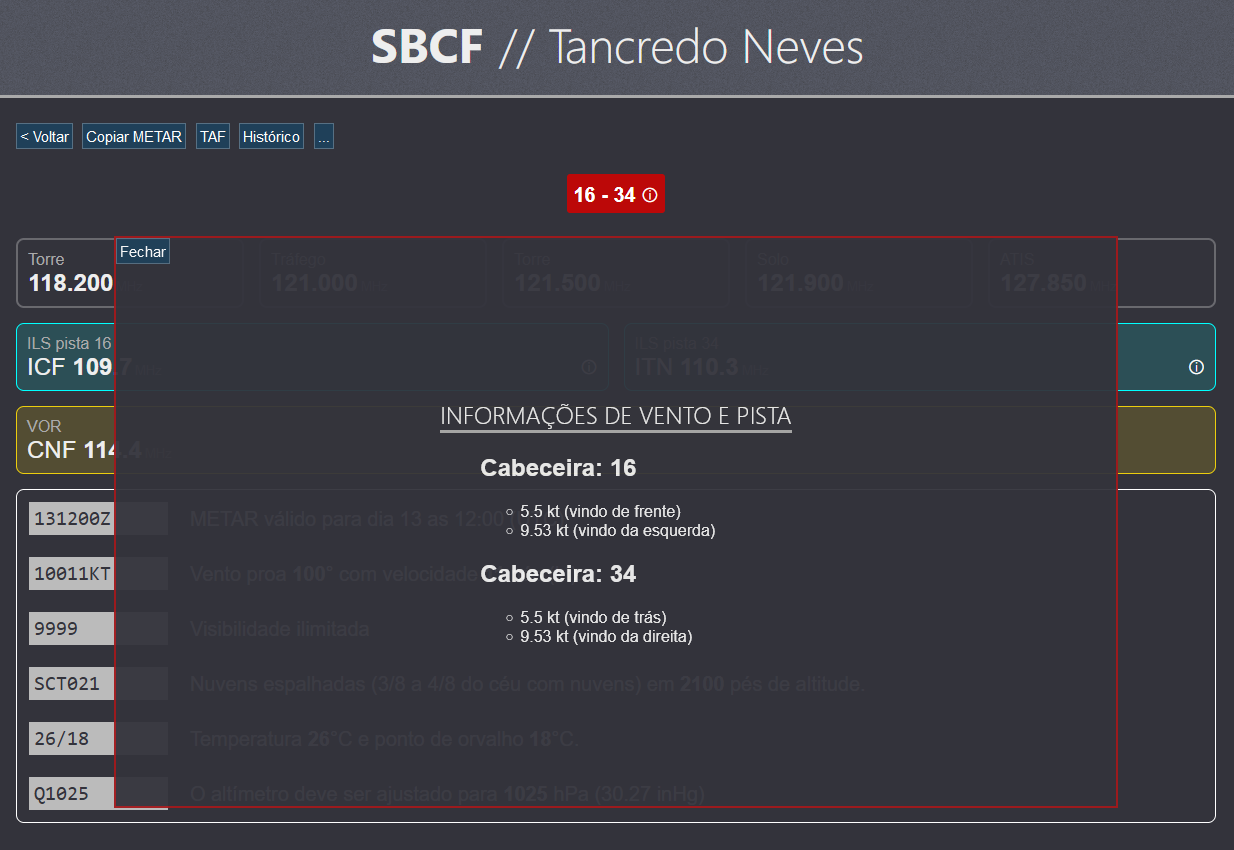 SBCF // Tancredo Neves
< Voltar Copiar METAR TAF Histórico ...
16 - 34
Fechar
Torre Tráfego Torre Solo ATIS
118.200 121.000 121.500 121.900 127.850
ILS pista 16 ILS pista 34
ICF 109.7 MHz ITN 110.3 MHz
INFORMAÇÕES DE VENTO E PISTA
VOR
CNF 114.4
Cabeceira: 16
5.5 kt (vindo de frente)
9.53 kt (vindo da esquerda)
Cabeceira: 34
5.5 kt (vindo de trás)
9.53 kt (vindo da direita)
131200Z METAR válido para dia 13 as 12:00
10011KT Vento proa 100° com velocidade
9999 Visibilidade ilimitada
SCT021 Nuvens espalhadas (3/8 a 4/8 do céu com nuvens) em 2100 pés de altitude.
26/18 Temperatura 26°C e ponto de orvalho 18°C.
Q1025 O altímetro deve ser ajustado para 1025 hPa (30.27 inHg)